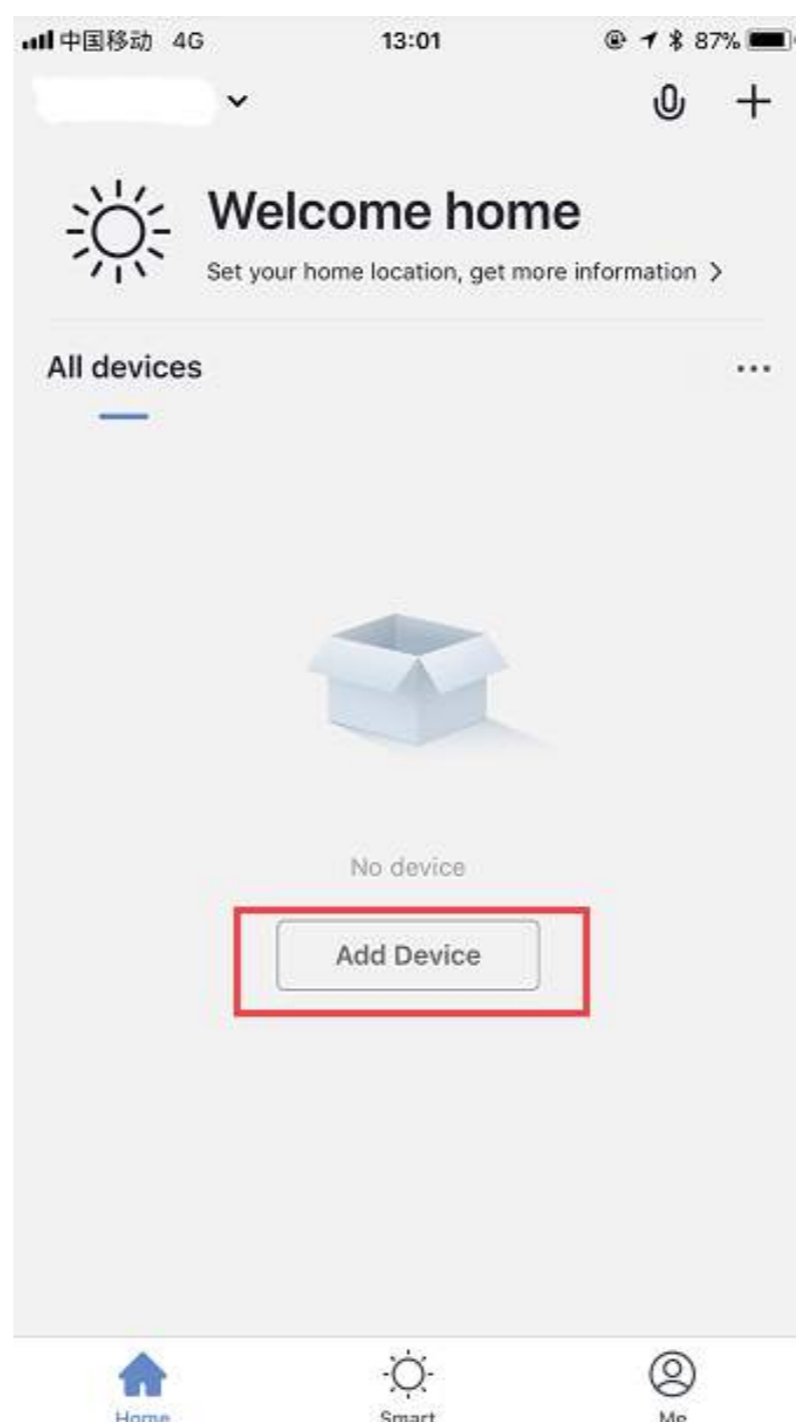 中国移动 4G 13:01 87%
Welcome home
Set your home location, get more information >
All devices
No device
Add Device
Home Smart Me